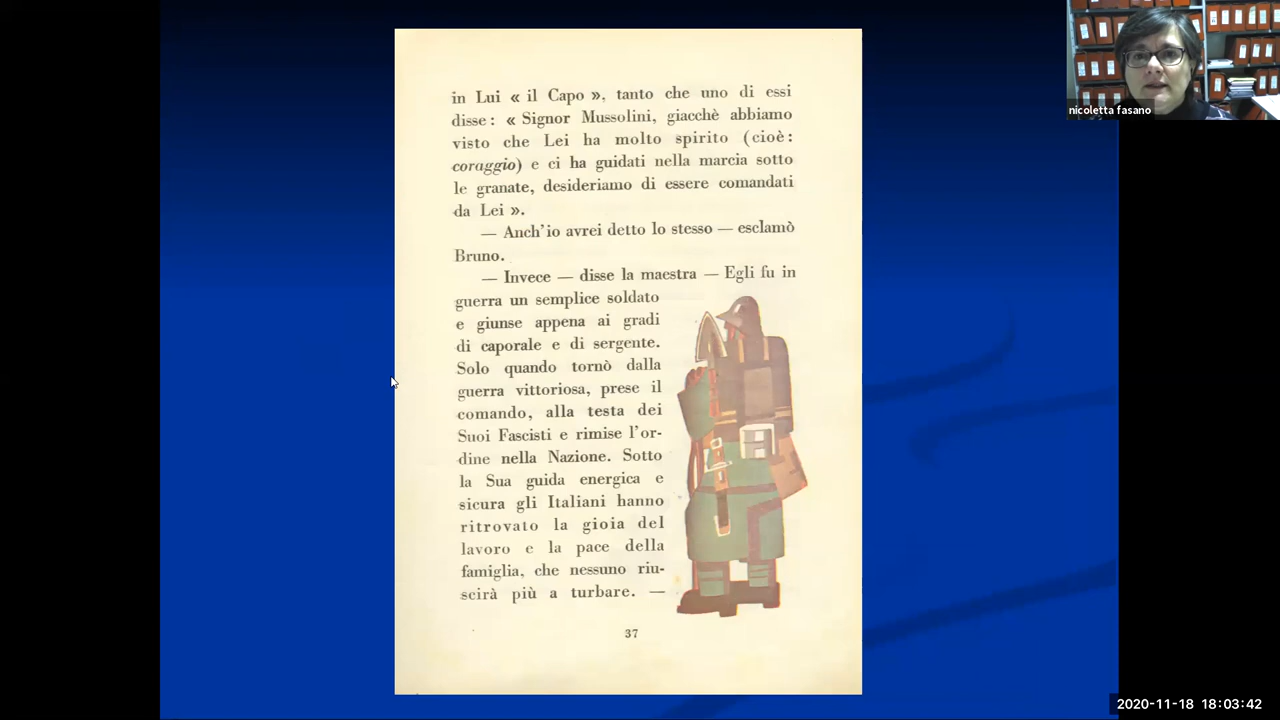 in Lui « il Capo », tanto che uno di essi
disse: « Signor Mussolini, giacchè abbiamo
visto che Lei ha molto spirito (cioè:
coraggio) e ci ha guidati nella marcia sotto
le granate, desideriamo di essere comandati
da Lei ».
— Anch'io avrei detto lo stesso — esclamò
Bruno.
— Invece — disse la maestra — Egli fu in
guerra un semplice soldato
e giunse appena ai gradi
di caporale e di sergente.
Solo quando tornò dalla
guerra vittoriosa, prese il
comando, alla testa dei
Suoi Fascisti e rimise l'or-
dine nella Nazione. Sotto
la Sua guida energica e
sicura gli Italiani hanno
ritrovato la gioia del
lavoro e la pace della
famiglia, che nessuno riu-
scirà più a turbare. —
37
nicoletta fasano
2020-11-18 18:03:42